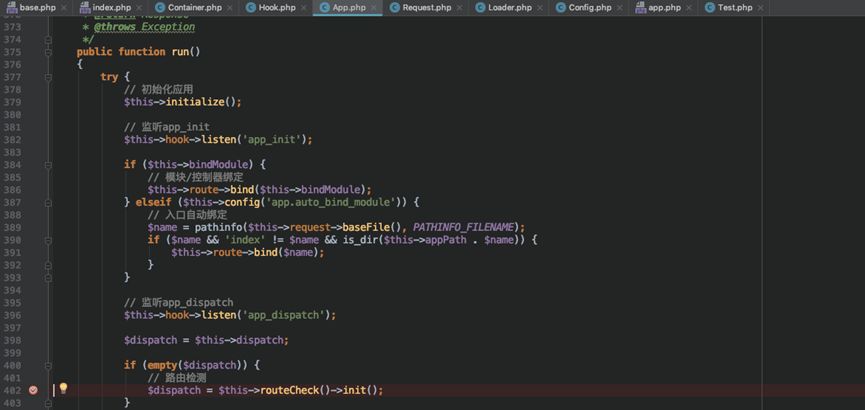 base.php index.php Container.php Hook.php App.php Request.php Loader.php Config.php app.php Test.php
373 * @throws Exception
374 */
375 public function run()
376 {
377 try {
378 // 初始化应用
379 $this->initialize();
380
381 // 监听app_init
382 $this->hook->listen('app_init');
383
384 if ($this->bindModule) {
385 // 模块/控制器绑定
386 $this->route->bind($this->bindModule);
387 } elseif ($this->config('app.auto_bind_module')) {
388 // 入口自动绑定
389 $name = pathinfo($this->request->baseFile(), PATHINFO_FILENAME);
390 if ($name && 'index' != $name && is_dir($this->appPath . $name)) {
391 $this->route->bind($name);
392 }
393 }
394
395 // 监听app_dispatch
396 $this->hook->listen('app_dispatch');
397
398 $dispatch = $this->dispatch;
399
400 if (empty($dispatch)) {
401 // 路由检测
402 $dispatch = $this->routeCheck()->init();
403 }